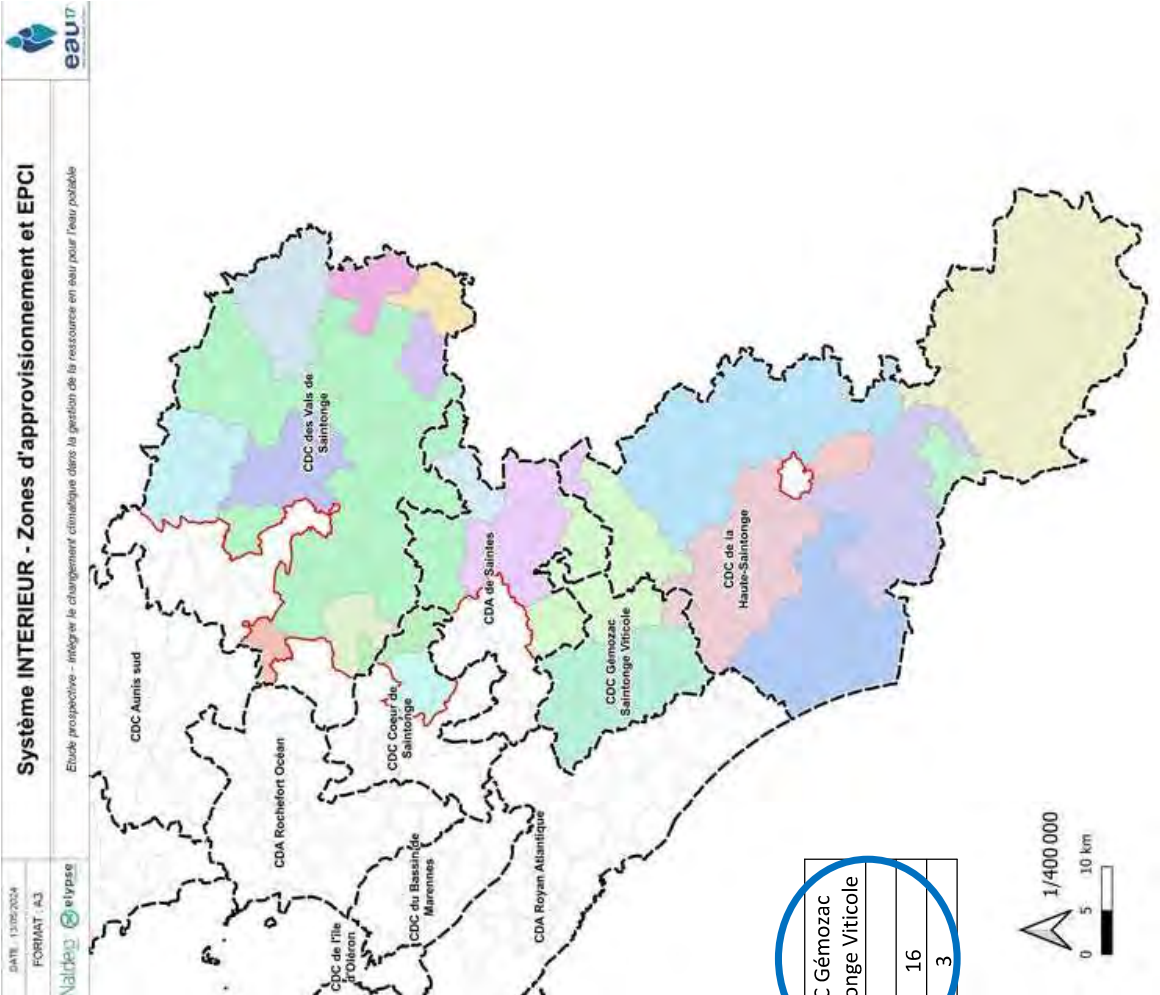 Système INTERIEUR - Zones d'approvisionnement et EPCI
Etude prospective - Intégrer le changement climatique dans la gestion de la ressource en eau pour l'eau potable
eau17
DATE : 13/05/2024
FORMAT : A3
Naldeo
elypse
CDC Aunis sud
CDC des Vals de
Saintonge
CDA Rochefort Océan
CDC Coeur de
Saintonge
CDA de Saintes
CDC de l'île
d'Oléron
CDC du Bassin de
Marennes
CDA Royan Atlantique
CDC Gémozac
Saintonge Viticole
CDC de la
Haute-Saintonge
C Gémozac
onge Viticole
16
3
1/400 000
0 5 10 km